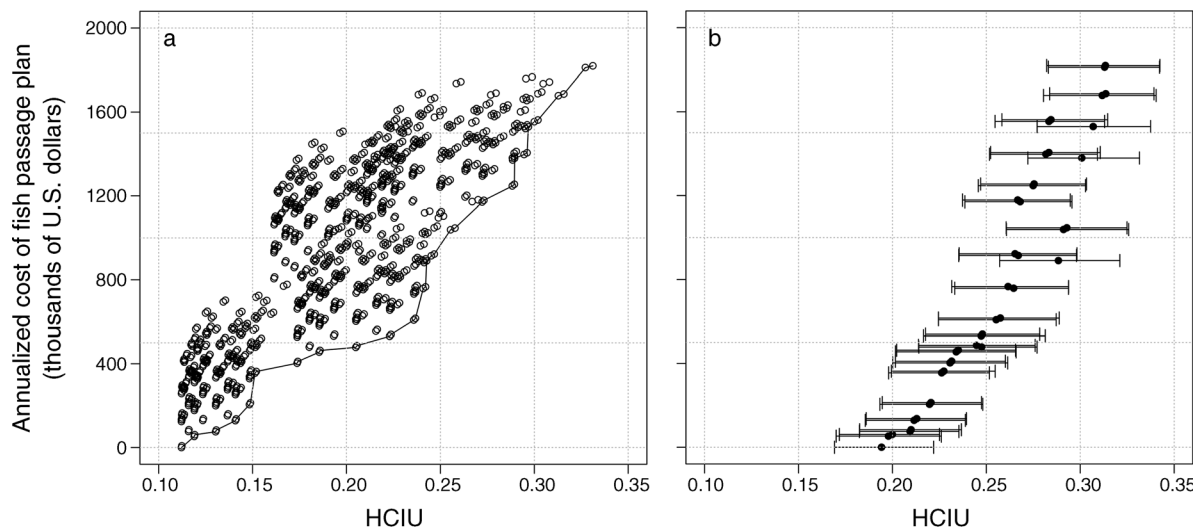 Annualized cost of fish passage plan
(thousands of U.S. dollars)
a
2000
1600
1200
800
400
0
0.10 0.15 0.20 0.25 0.30 0.35
HCIU
b
0.10 0.15 0.20 0.25 0.30 0.35
HCIU